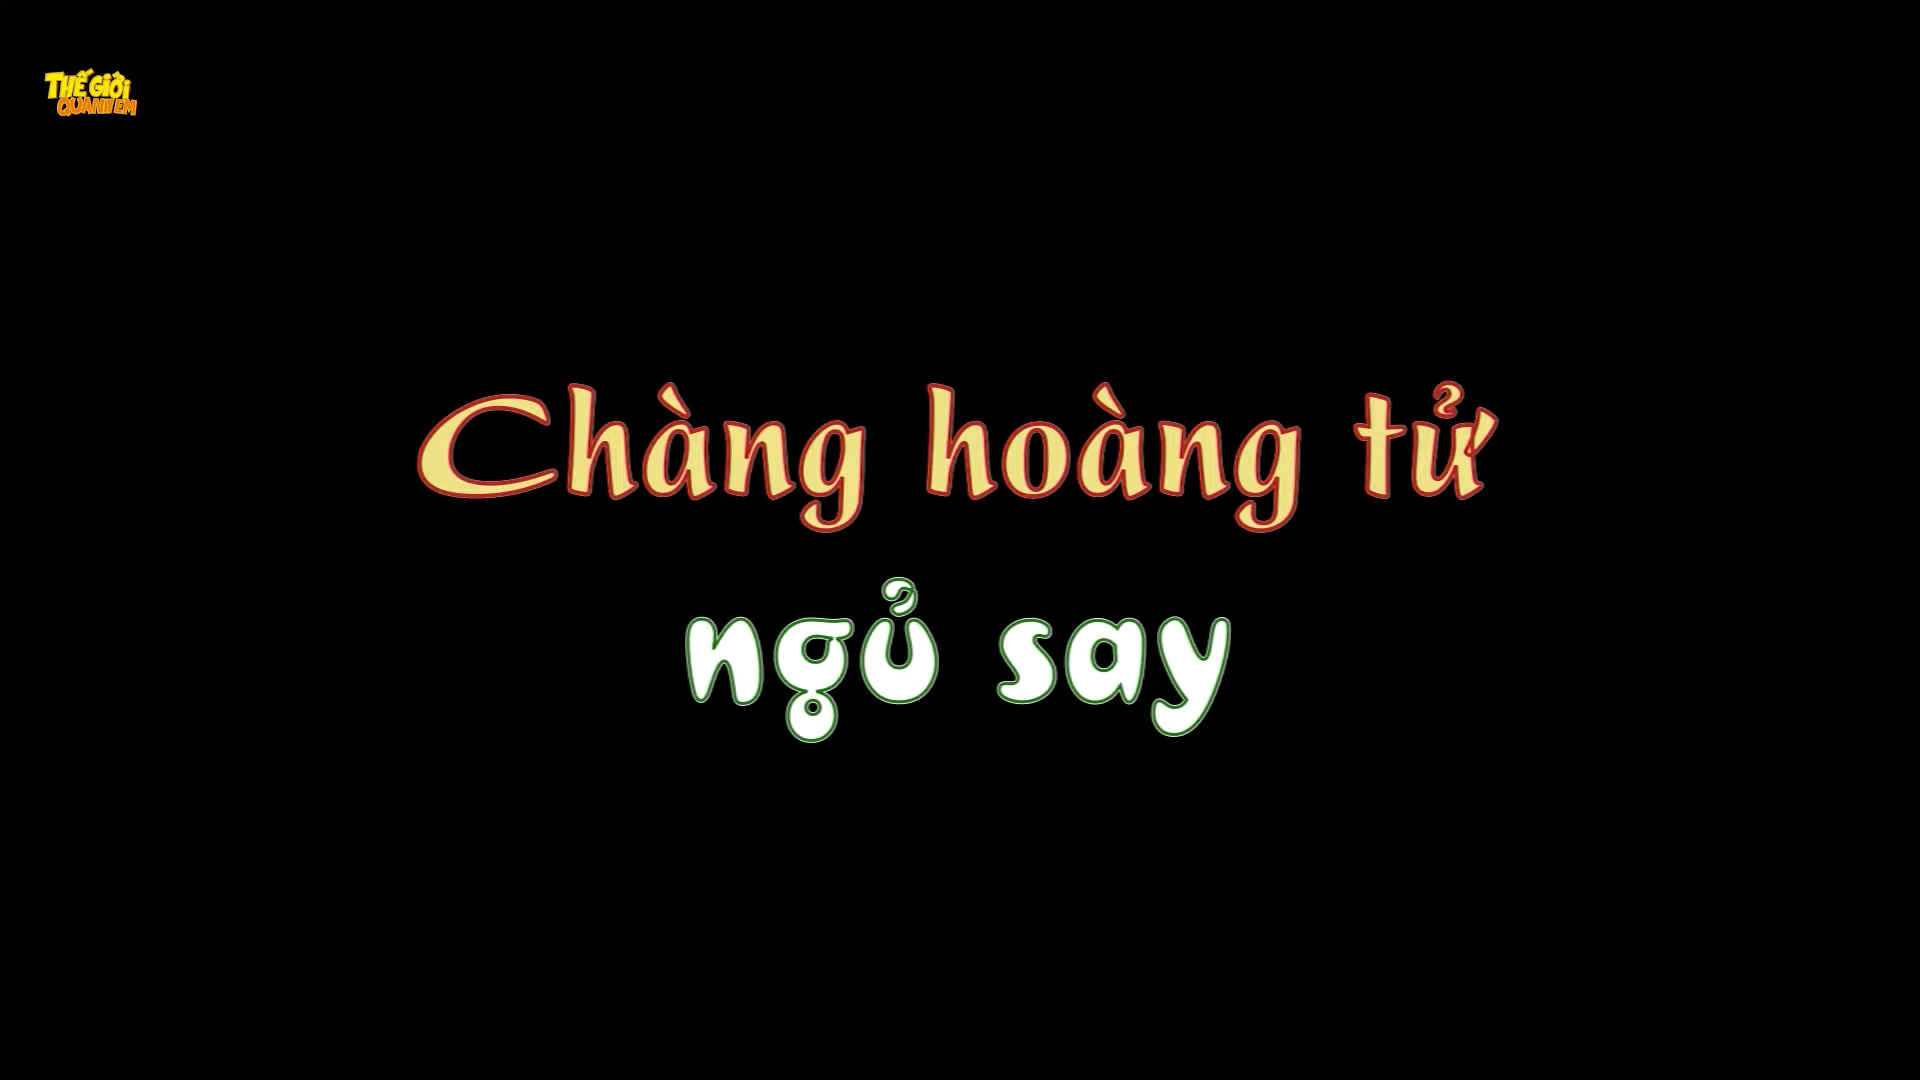 THẾ GIỚI
QUANH EM
Chàng hoàng tử
ngủ say